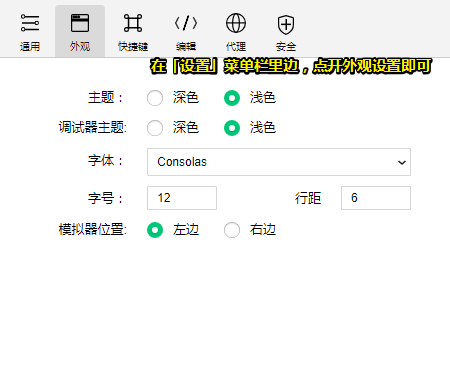 通用 外观 快捷键 编辑 代理 安全
在「设置」菜单栏里边，点开外观设置即可
主题： 深色 浅色
调试器主题: 深色 浅色
字体： Consolas
字号： 12 行距 6
模拟器位置: 左边 右边